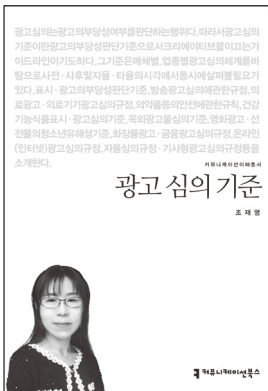 광고심의는광고의부당성여부를판단하는행위다.따라서광고심의
기준이란광고의부당성판단기준으로서크리에이티브를이끄는가
이드라인이기도하다.그기준은매체별,업종별광고심의체계를바
탕으로사전·사후및자율·타율의시각에서동시에살펴볼필요가
있다.표시·광고의부당성판단기준,방송광고심의에관한규정,의
료광고·의료기기광고심의규정,의약품등의안전에관한규칙,건강
기능식품표시·광고심의기준,옥외광고물심의기준,영화광고·선
전물의청소년유해성기준,화장품광고·금융광고심의규정,온라인
(인터넷)광고심의규정,자율심의규정·기사형광고심의규정등을
소개한다.
커뮤니케이션이해총서
광고 심의 기준
조재영
커뮤니케이션북스